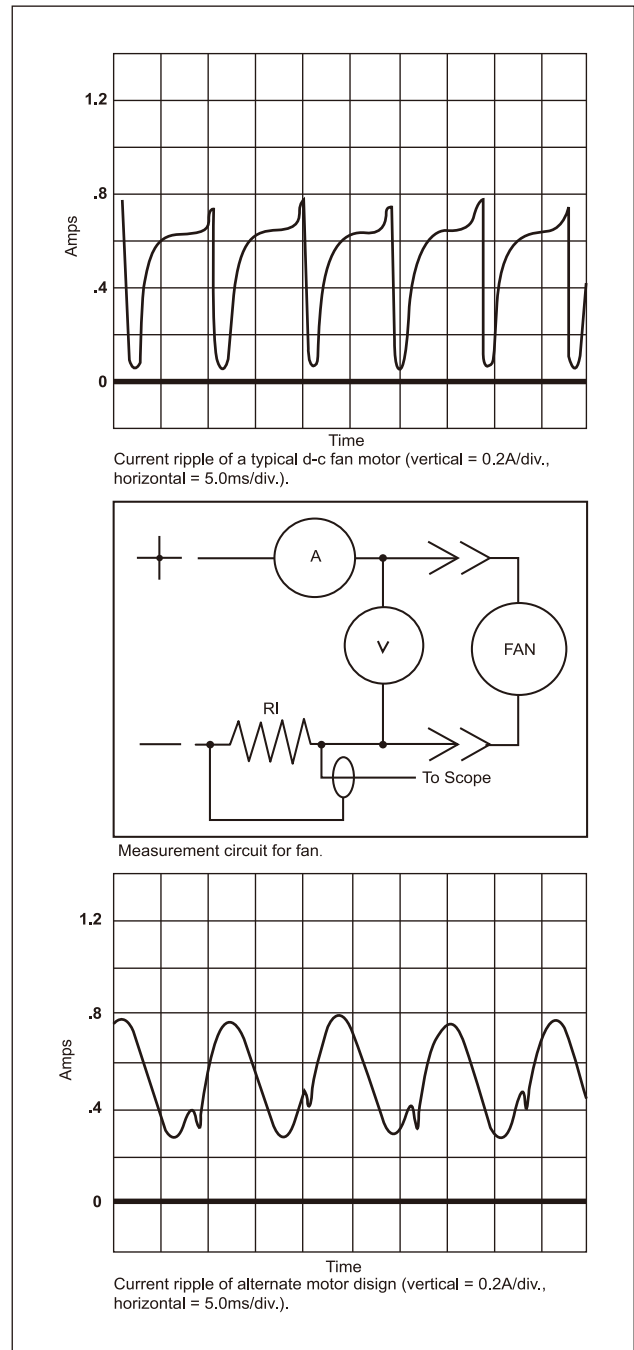 1.2
.8
Amps
.4
0
Time
Current ripple of a typical d-c fan motor (vertical = 0.2A/div.,
horizontal = 5.0ms/div.).
A
V
FAN
RI
To Scope
Measurement circuit for fan.
1.2
.8
Amps
.4
0
Time
Current ripple of alternate motor disign (vertical = 0.2A/div.,
horizontal = 5.0ms/div.).